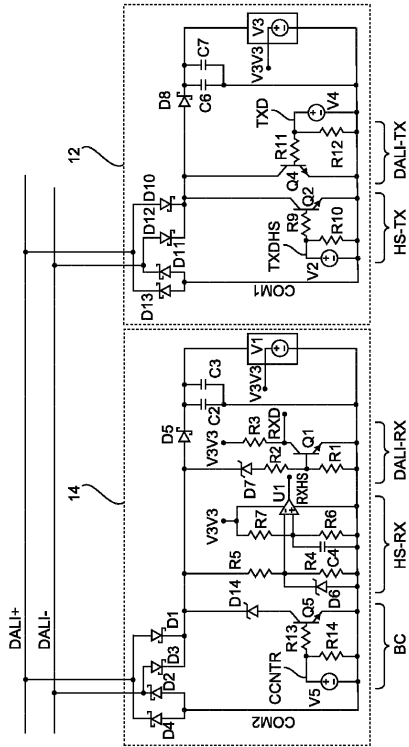 DALI+
DALI-
14
D1
D3
D2
D4
D5
C2
C3
V1
V3V3
D14
R5
V3V3
R7
D7
V3V3
R3
RXD
R2
Q1
R1
U1
RXHS
R4
R6
C4
D6
Q5
R13
R14
CCNTR
V5
COM2
BC
HS-RX
DALI-RX
12
D10
D12
D11
D13
D8
C6
C7
V3
V3V3
TXD
V4
R11
R12
Q4
Q2
R9
R10
TXDHS
V2
COM1
HS-TX
DALI-TX